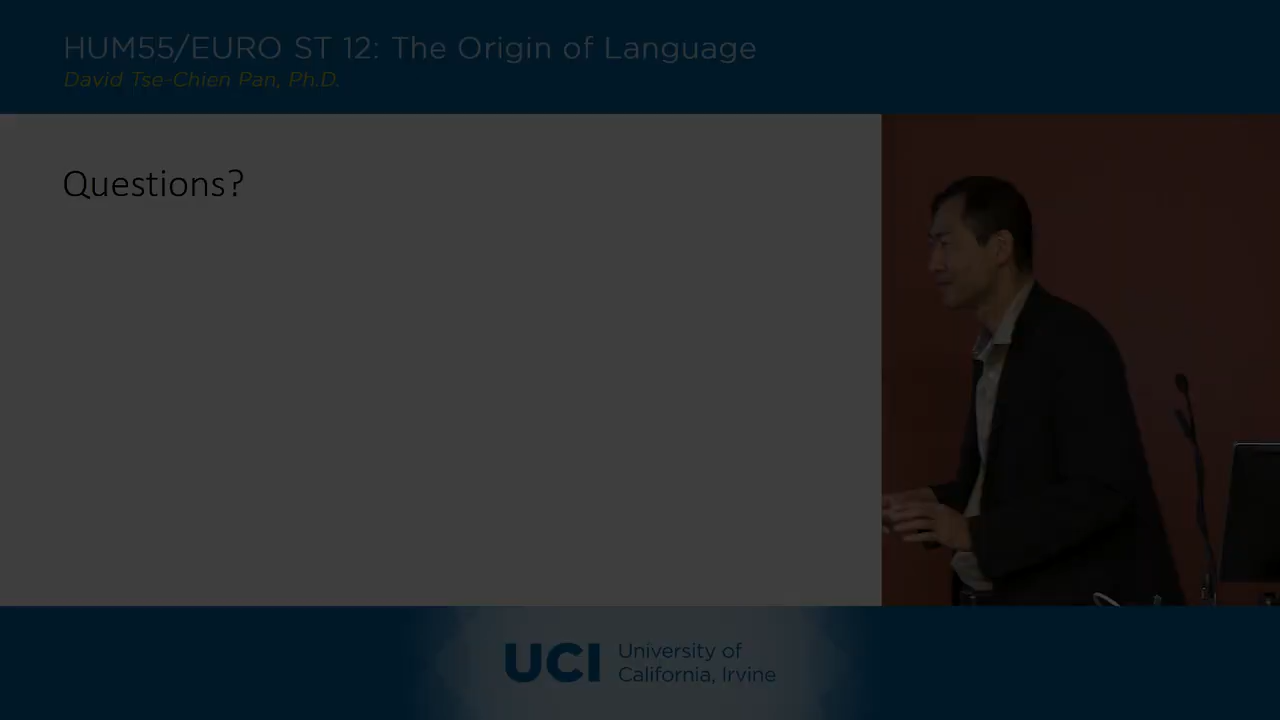 HUM55/EURO ST 12: The Origin of Language
David Tse-Chien Pan, Ph.D.
Questions?
UCI University of
California, Irvine